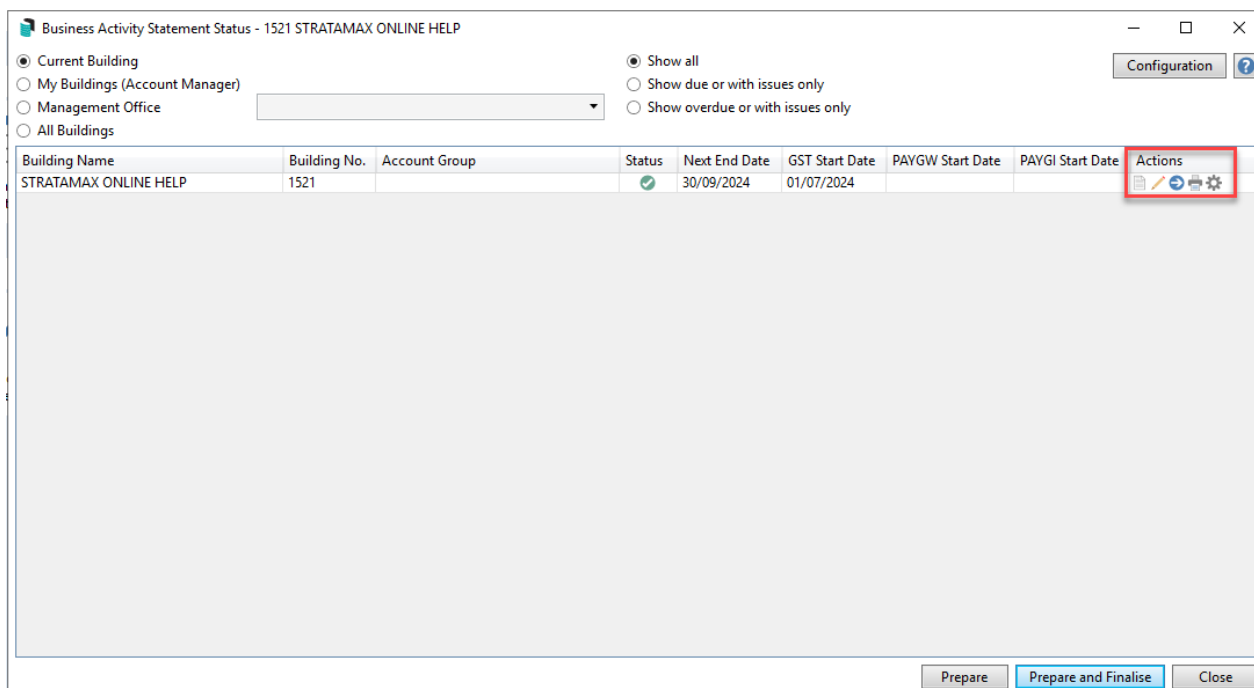 Business Activity Statement Status - 1521 STRATAMAX ONLINE HELP
Current Building
My Buildings (Account Manager)
Management Office
All Buildings
Show all
Show due or with issues only
Show overdue or with issues only
Configuration
?
Building Name Building No. Account Group Status Next End Date GST Start Date PAYGW Start Date PAYGI Start Date Actions
STRATAMAX ONLINE HELP 1521 30/09/2024 01/07/2024
Prepare Prepare and Finalise Close